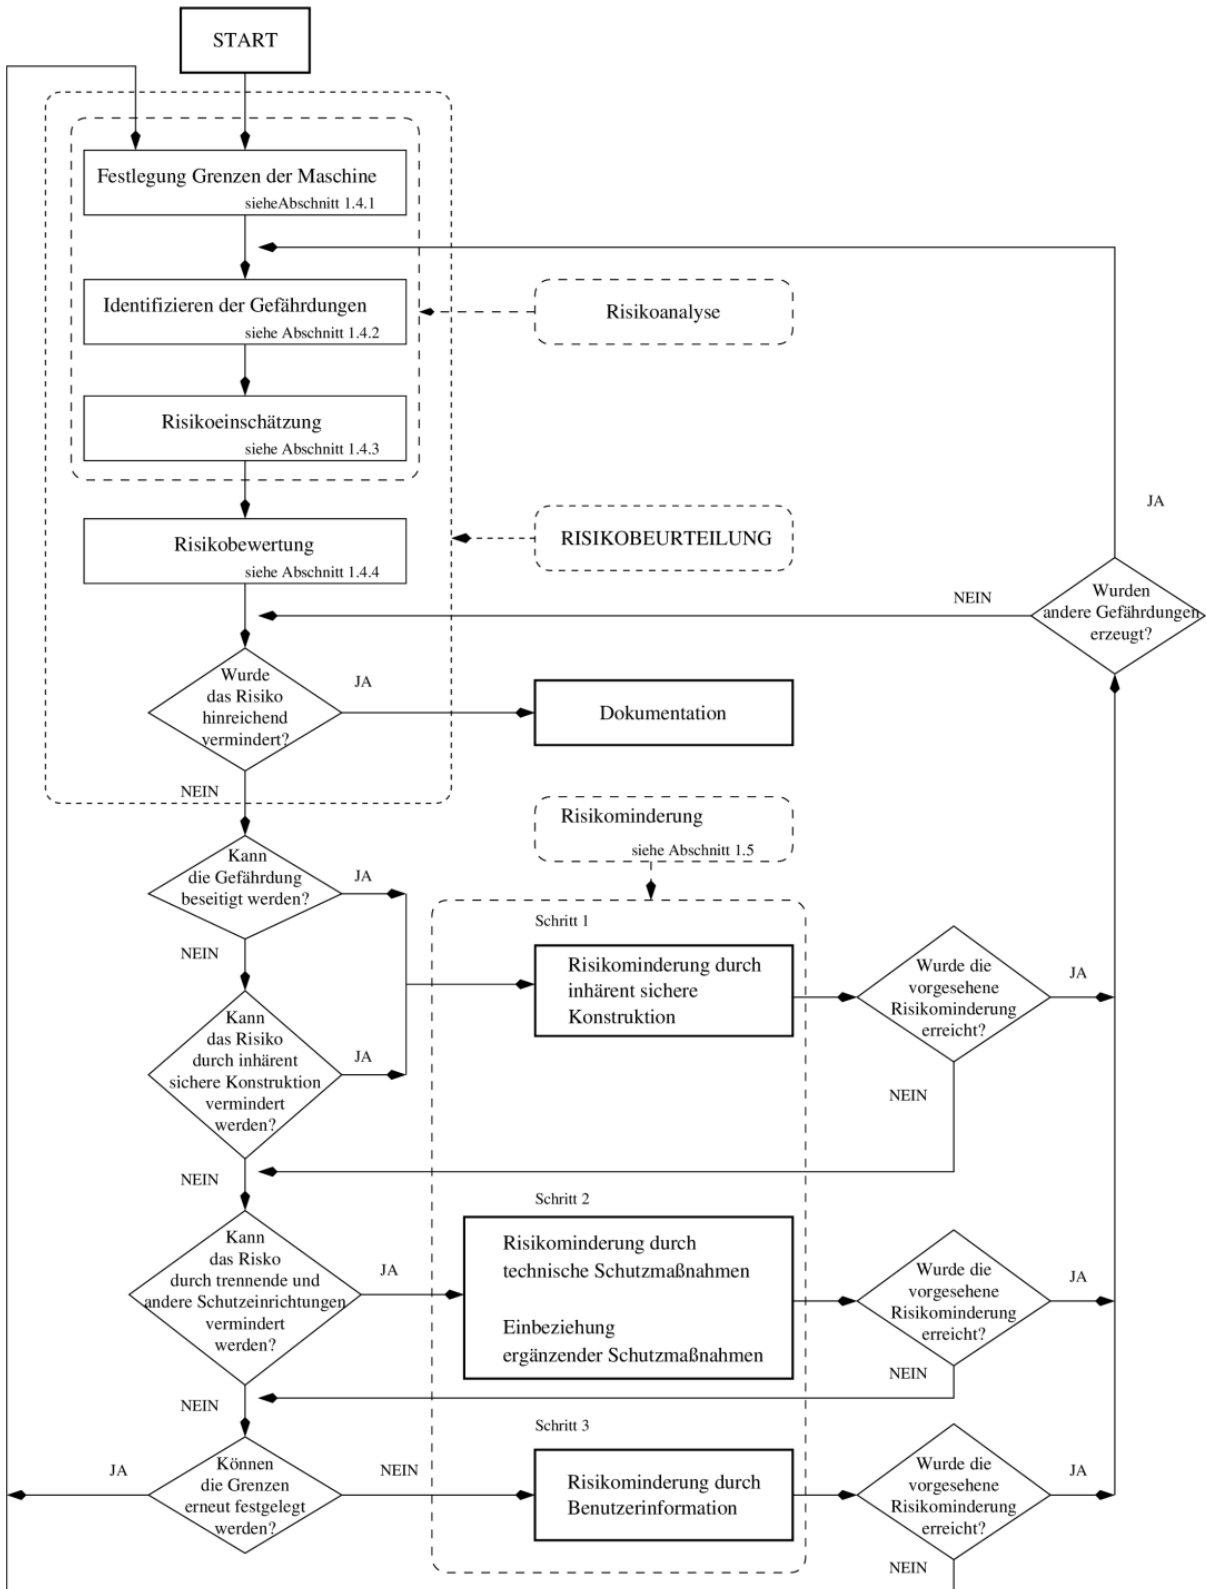 START
Festlegung Grenzen der Maschine
sieheAbschnitt 1.4.1
Identifizieren der Gefährdungen
siehe Abschnitt 1.4.2
Risikoanalyse
Risikoeinschätzung
siehe Abschnitt 1.4.3
JA
Risikobewertung
siehe Abschnitt 1.4.4
RISIKOBEURTEILUNG
NEIN
Wurden
andere Gefährdungen
erzeugt?
Wurde
das Risiko
hinreichend
vermindert?
JA
Dokumentation
NEIN
Risikominderung
siehe Abschnitt 1.5
Kann
die Gefährdung
beseitigt werden?
JA
NEIN
Schritt 1
Risikominderung durch
inhärent sichere
Konstruktion
Wurde die
vorgesehene
Risikominderung
erreicht?
JA
NEIN
Kann
das Risiko
durch inhärent
sichere Konstruktion
vermindert
werden?
JA
NEIN
Schritt 2
Kann
das Risko
durch trennende und
andere Schutzeinrichtungen
vermindert
werden?
JA
Risikominderung durch
technische Schutzmaßnahmen
Einbeziehung
ergänzender Schutzmaßnahmen
Wurde die
vorgesehene
Risikominderung
erreicht?
JA
NEIN
NEIN
Schritt 3
JA
Können
die Grenzen
erneut festgelegt
werden?
NEIN
Risikominderung durch
Benutzerinformation
Wurde die
vorgesehene
Risikominderung
erreicht?
JA
NEIN